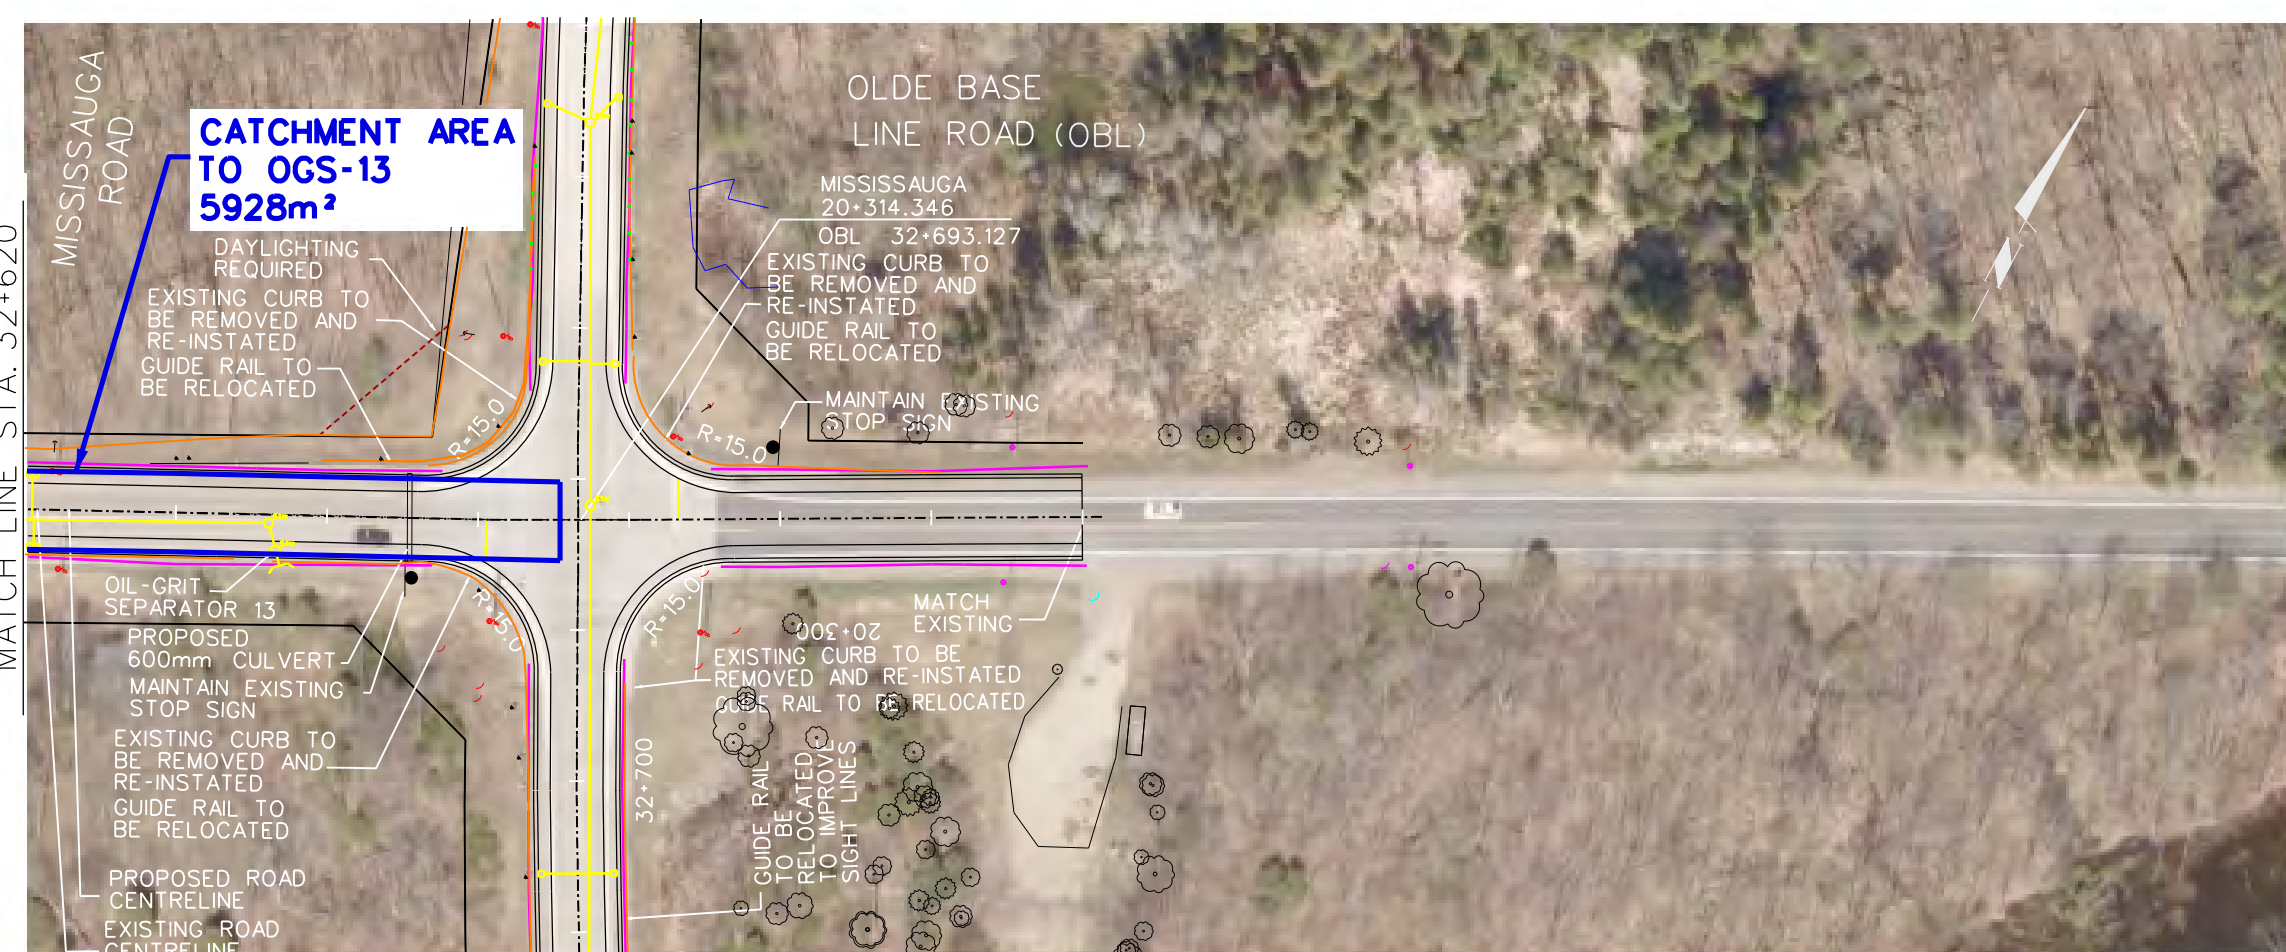 MISSISSAUGA
ROAD
CATCHMENT AREA
TO OGS-13
5928m²
OLDE BASE
LINE ROAD (OBL)
MISSISSAUGA
20+314.346
OBL 32+693.127
DAYLIGHTING
REQUIRED
EXISTING CURB TO
BE REMOVED AND
RE-INSTATED
GUIDE RAIL TO
BE RELOCATED
EXISTING CURB TO
BE REMOVED AND
RE-INSTATED
GUIDE RAIL TO
BE RELOCATED
MAINTAIN EXISTING
STOP SIGN
R=15.0
R=15.0
MATCH LINE STA. 32+620
OIL-GRIT
SEPARATOR 13
PROPOSED
600mm CULVERT
MAINTAIN EXISTING
STOP SIGN
EXISTING CURB TO
BE REMOVED AND
RE-INSTATED
GUIDE RAIL TO
BE RELOCATED
PROPOSED ROAD
CENTRELINE
EXISTING ROAD
CENTRELINE
R=15.0
R=15.0
MATCH
EXISTING
20+300
EXISTING CURB TO BE
REMOVED AND RE-INSTATED
GUIDE RAIL TO BE RELOCATED
32+700
GUIDE RAIL
TO BE
RELOCATED
TO IMPROVE
SIGHT LINES